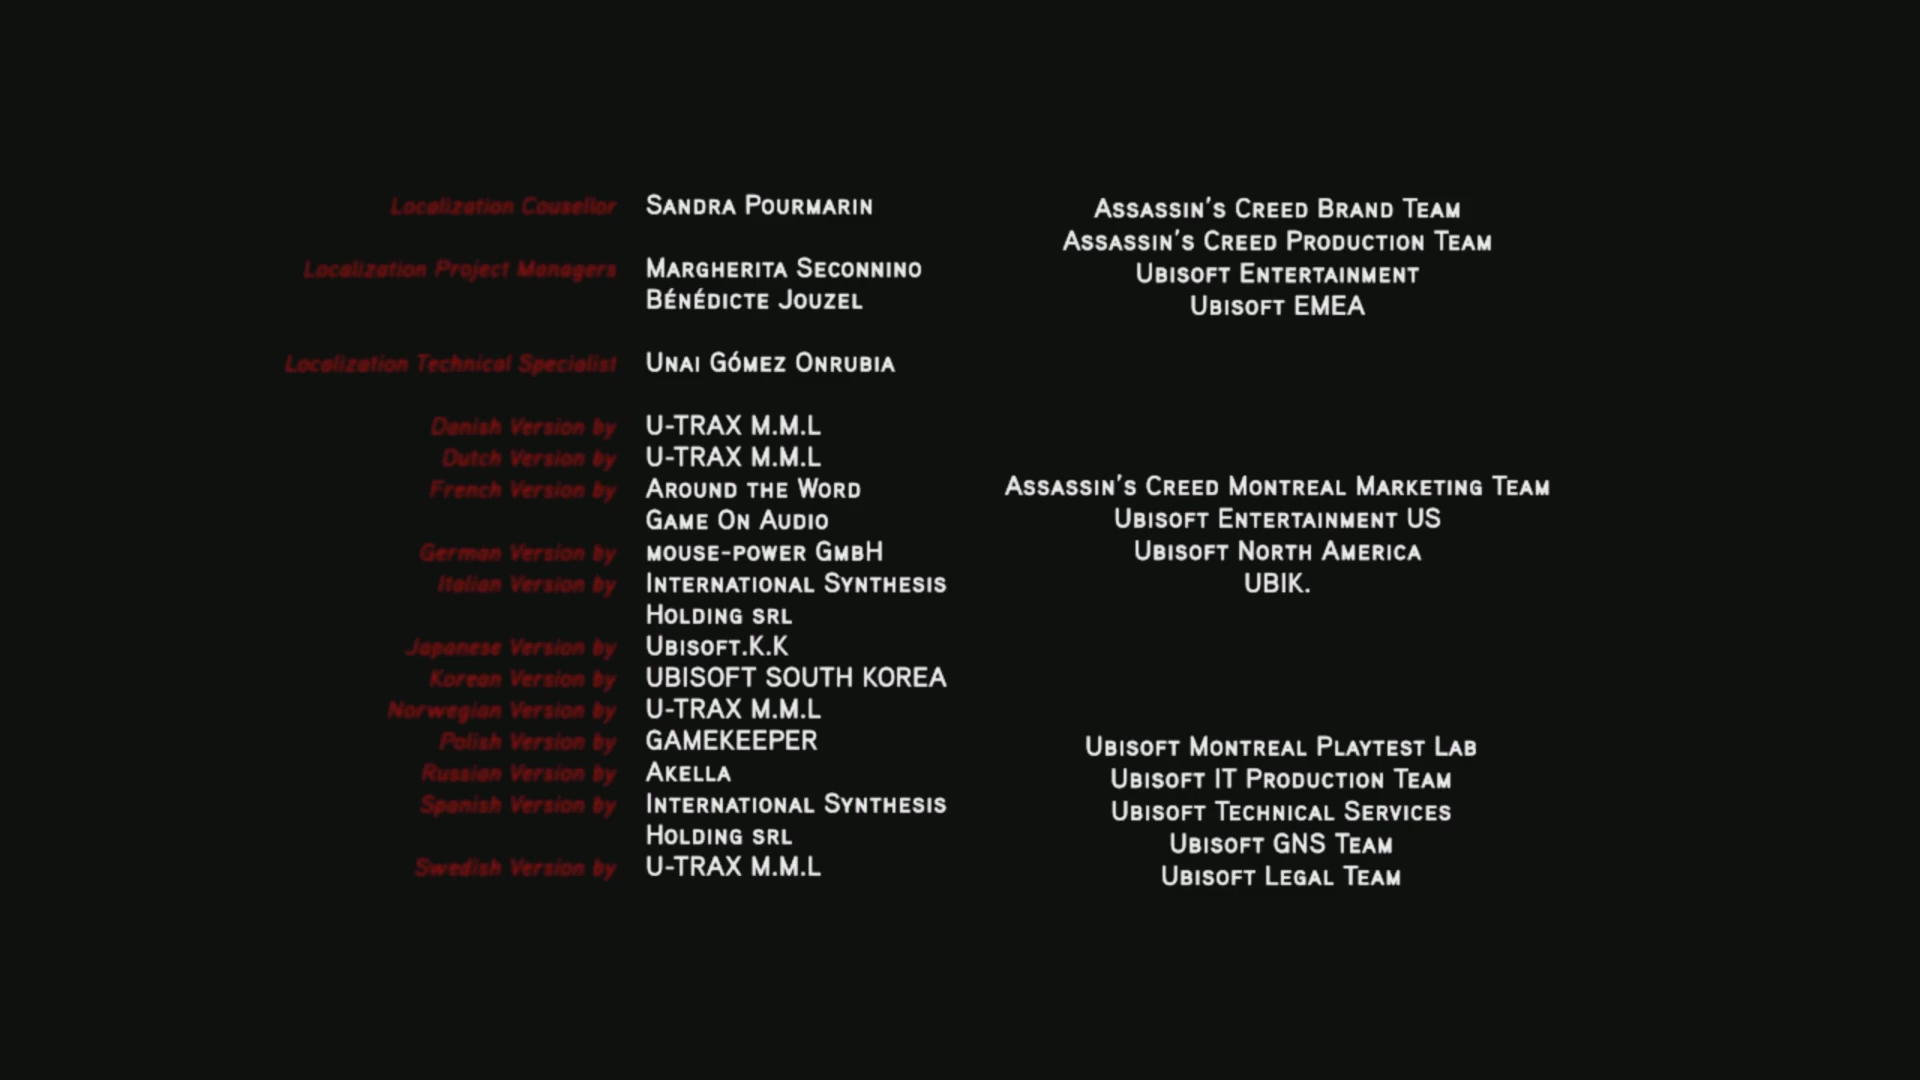 Localization Cousellor Sandra Pourmarin
Localization Project Managers Margherita Seconnino
Bénédicte Jouzel
Localization Technical Specialist Unai Gómez Onrubia
Danish Version by U-TRAX M.M.L
Dutch Version by U-TRAX M.M.L
French Version by Around the Word
Game On Audio
German Version by mouse-power GmbH
Italian Version by International Synthesis
Holding srl
Japanese Version by Ubisoft.K.K
Korean Version by UBISOFT SOUTH KOREA
Norwegian Version by U-TRAX M.M.L
Polish Version by GAMEKEEPER
Russian Version by Akella
Spanish Version by International Synthesis
Holding srl
Swedish Version by U-TRAX M.M.L
Assassin's Creed Brand Team
Assassin's Creed Production Team
Ubisoft Entertainment
Ubisoft EMEA
Assassin's Creed Montreal Marketing Team
Ubisoft Entertainment US
Ubisoft North America
UBIK.
Ubisoft Montreal Playtest Lab
Ubisoft IT Production Team
Ubisoft Technical Services
Ubisoft GNS Team
Ubisoft Legal Team